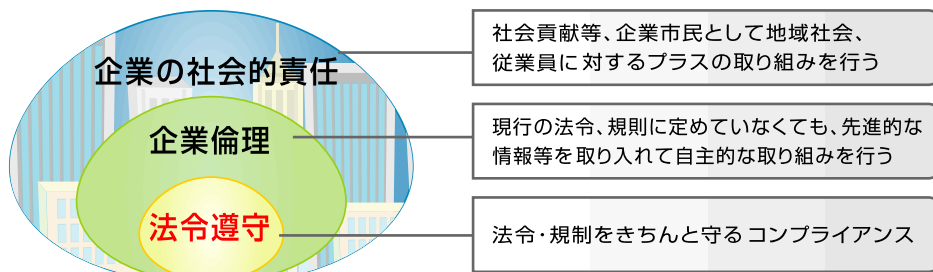 企業の社会的責任
社会貢献等、企業市民として地域社会、
従業員に対するプラスの取り組みを行う
企業倫理
現行の法令、規則に定めていなくても、先進的な
情報等を取り入れて自主的な取り組みを行う
法令遵守
法令・規制をきちんと守る コンプライアンス